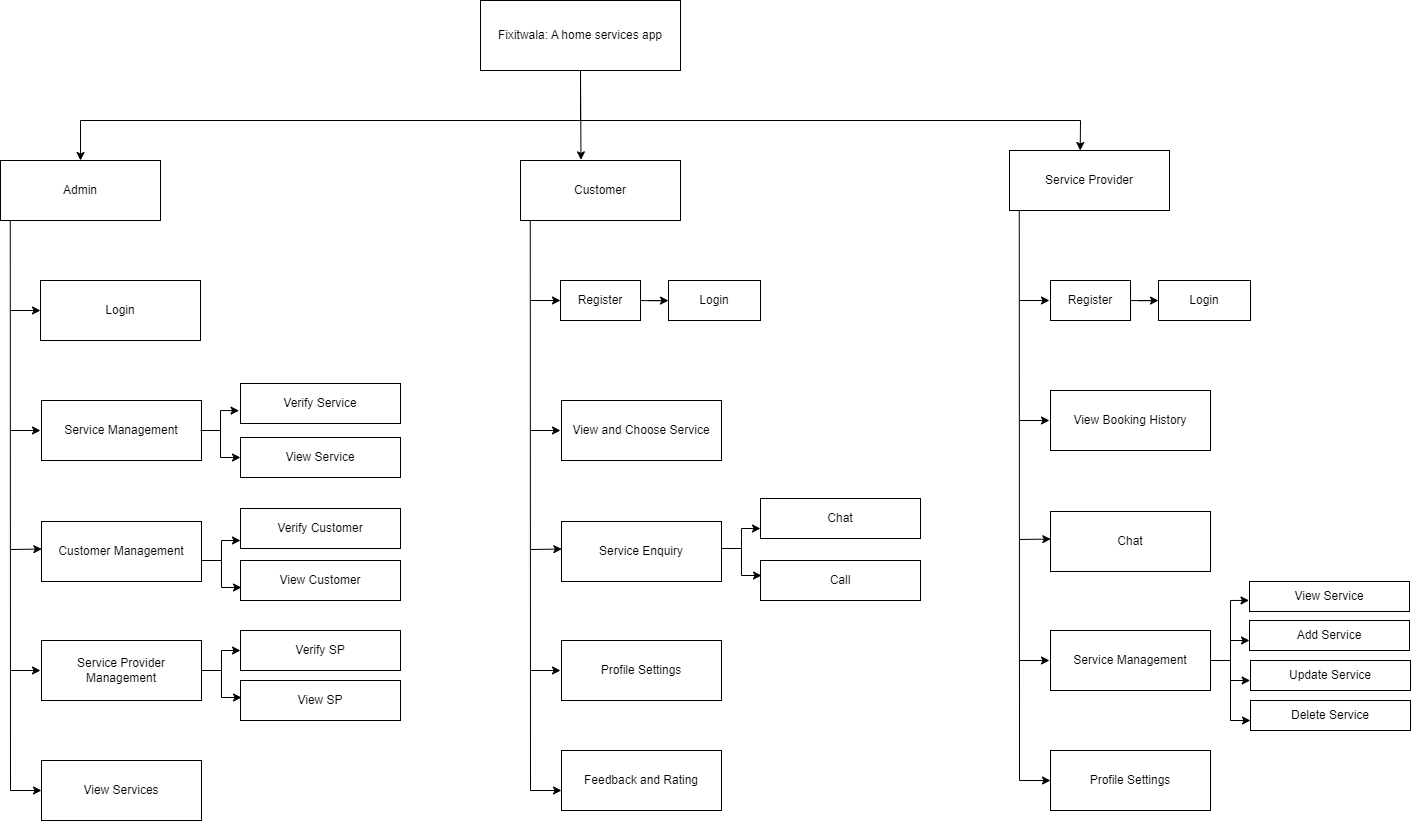 Fixitwala: A home services app
Admin
Customer
Service Provider
Login
Service Management
Verify Service
View Service
Customer Management
Verify Customer
View Customer
Service Provider
Management
Verify SP
View SP
View Services
Register
Login
View and Choose Service
Service Enquiry
Chat
Call
Profile Settings
Feedback and Rating
Register
Login
View Booking History
Chat
Service Management
View Service
Add Service
Update Service
Delete Service
Profile Settings